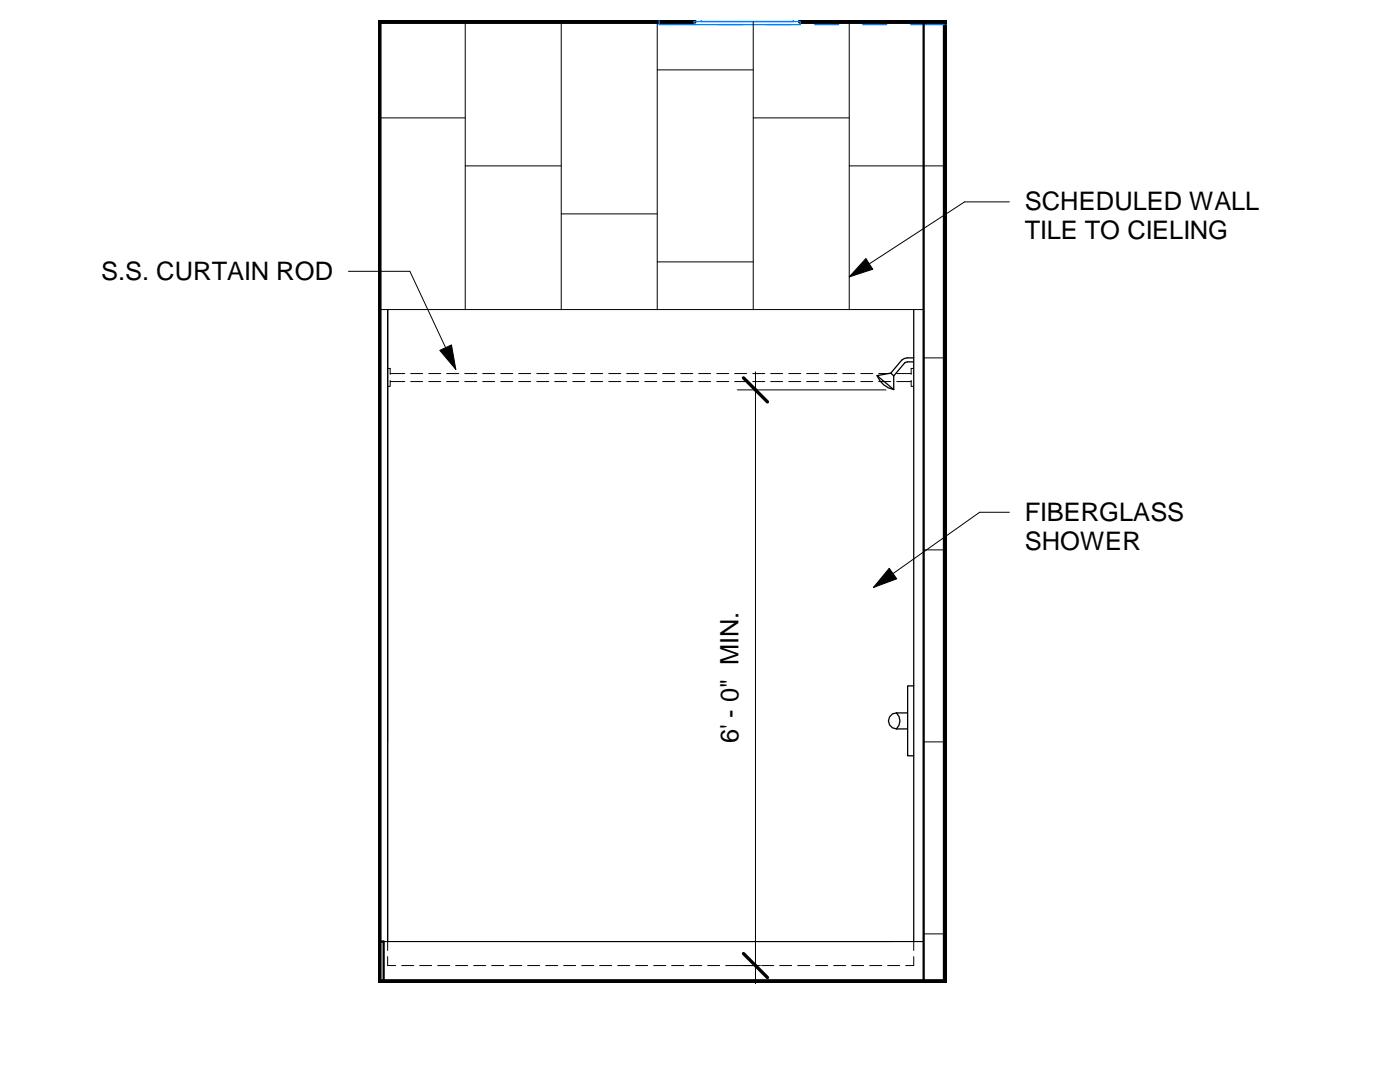 SCHEDULED WALL
TILE TO CIELING
S.S. CURTAIN ROD
FIBERGLASS
SHOWER
6' - 0" MIN.